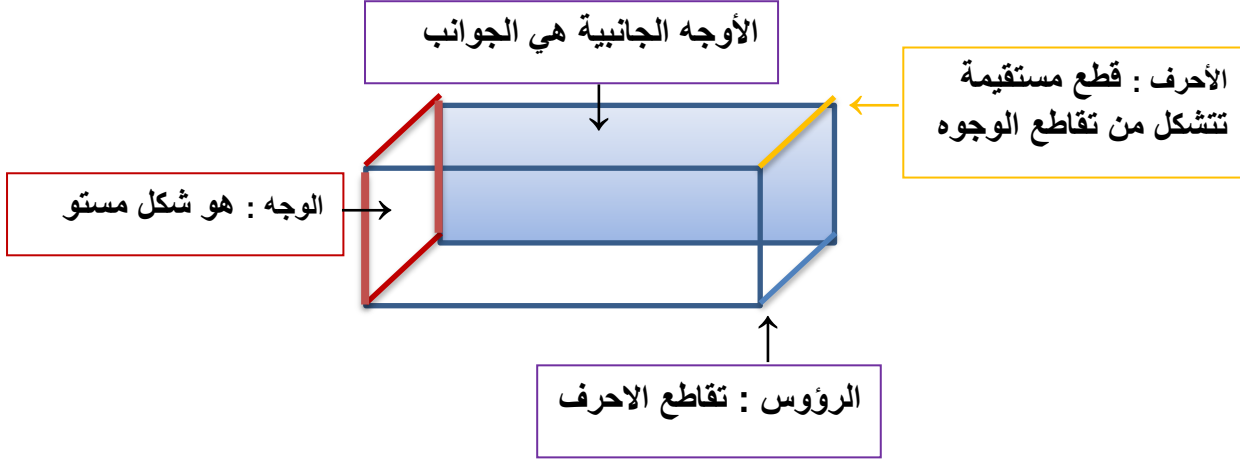 الأوجه الجانبية هي الجوانب
الأحرف : قطع مستقيمة
تتشكل من تقاطع الوجوه
الوجه : هو شكل مستو
الرؤوس : تقاطع الاحرف